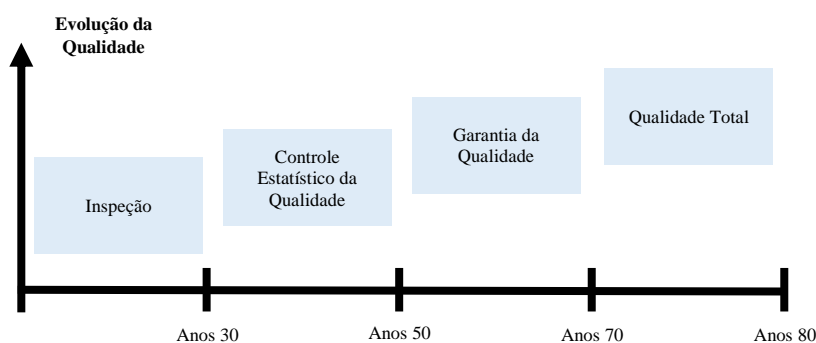 Evolução da
Qualidade
Inspeção
Controle
Estatístico da
Qualidade
Garantia da
Qualidade
Qualidade Total
Anos 30
Anos 50
Anos 70
Anos 80